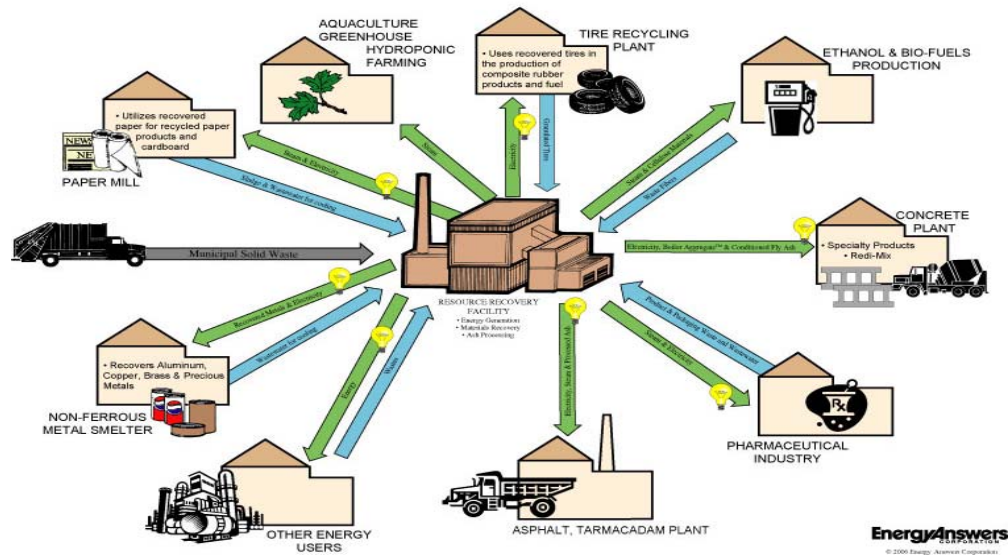 AQUACULTURE
GREENHOUSE
HYDROPONIC
FARMING
TIRE RECYCLING
PLANT
• Uses recovered tires in
the production of
composite rubber
products and fuel
ETHANOL & BIO-FUELS
PRODUCTION
• Utilizes recovered
paper for recycled paper
products and
cardboard
NEWS
NE
PAPER MILL
Steam & Electricity
Sludge & Wastewater for cooling
Steam
Electricity
Granulated Tires
Steam & Cellulosic Materials
Waste Fibers
CONCRETE
PLANT
• Specialty Products
• Redi-Mix
Municipal Solid Waste
Electricity, Boiler Aggregate™ & Conditioned Fly Ash
RESOURCE RECOVERY
FACILITY
• Energy Generation
• Materials Recovery
• Ash Processing
Recovered Metals & Electricity
Wastewater for cooling
Energy
Waste
Electricity, Steam & Processed Ash
Product & Packaging Waste and Wastewater
Steam & Electricity
• Recovers Aluminum,
Copper, Brass & Precious
Metals
NON-FERROUS
METAL SMELTER
Rx
PHARMACEUTICAL
INDUSTRY
OTHER ENERGY
USERS
ASPHALT, TARMACADAM PLANT
EnergyAnswers
CORPORATION
© 2006 Energy Answers Corporation